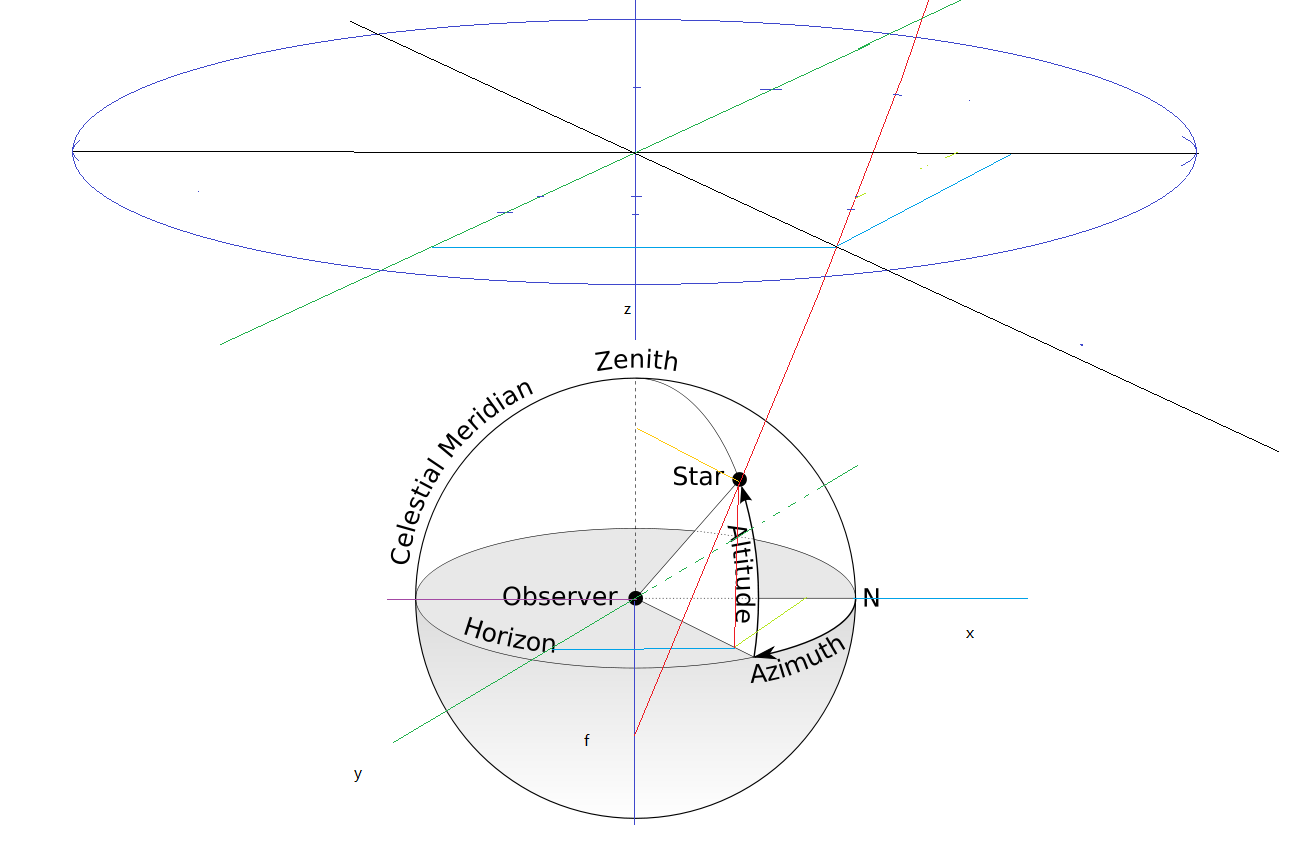 z
Zenith
Celestial Meridian
Star
Altitude
Observer
N
Horizon
x
Azimuth
f
y